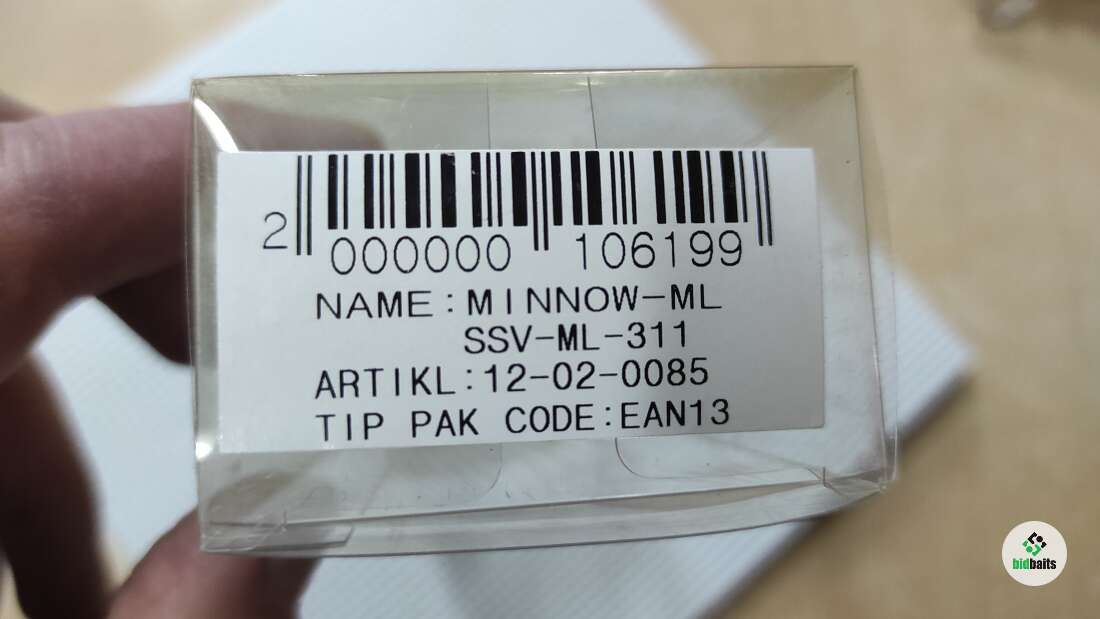 2 000000 106199
NAME:MINNOW-ML
SSV-ML-311
ARTIKL:12-02-0085
TIP PAK CODE:EAN13
bidbaits